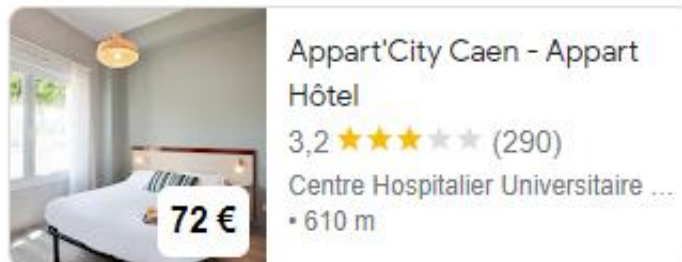 Appart'City Caen - Appart
Hôtel
3,2 ★★★★★ (290)
Centre Hospitalier Universitaire ...
• 610 m
72 €